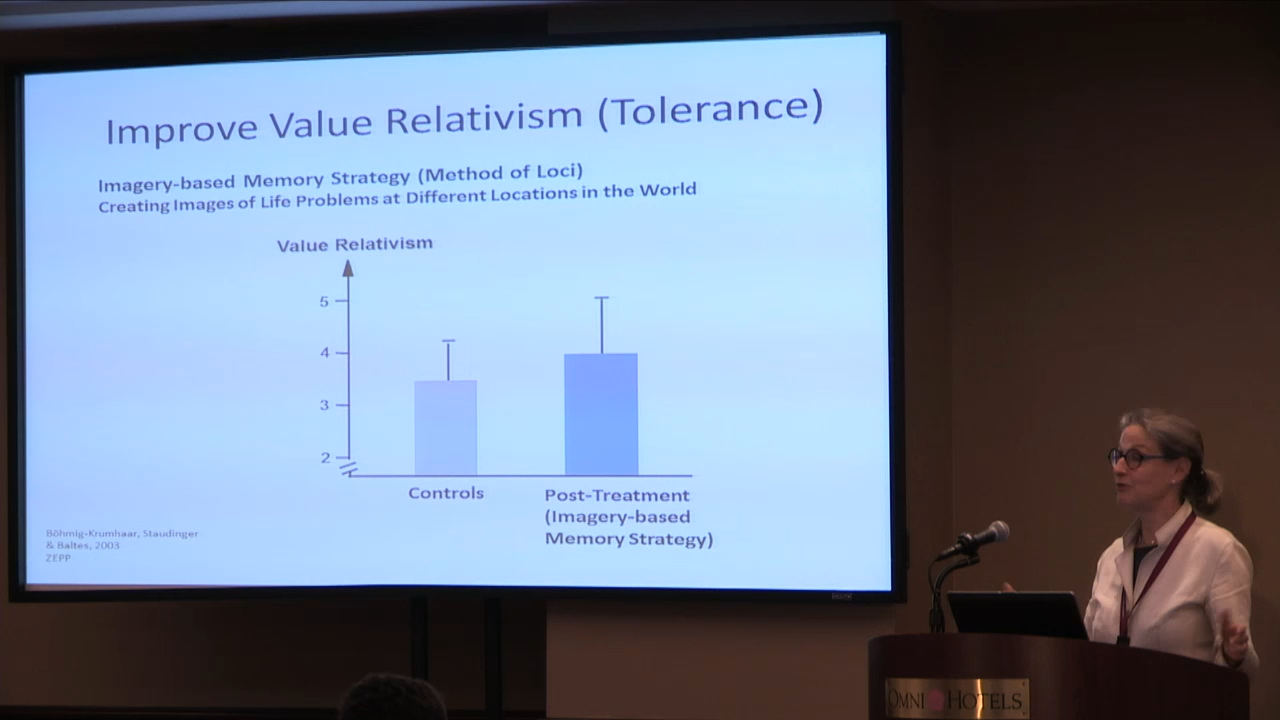 Improve Value Relativism (Tolerance)
Imagery-based Memory Strategy (Method of Loci)
Creating Images of Life Problems at Different Locations in the World
Value Relativism
5
4
3
2
Controls
Post-Treatment
(Imagery-based
Memory Strategy)
Böhmig-Krumhaar, Staudinger
& Baltes, 2003
ZEPP
OMNI HOTELS